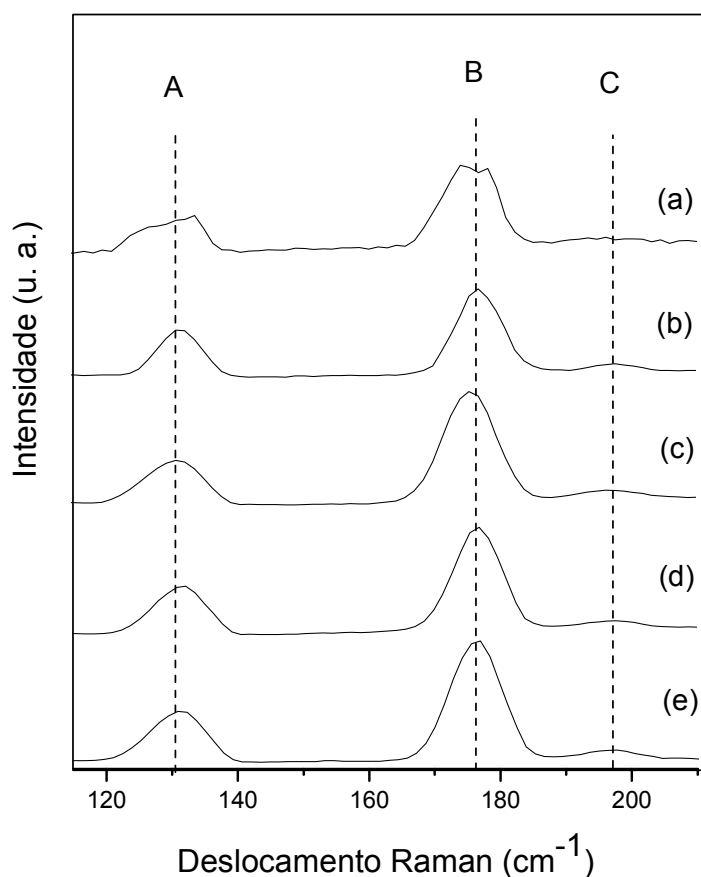 A
B
C
(a)
(b)
(c)
(d)
(e)
Intensidade (u. a.)
120 140 160 180 200
Deslocamento Raman (cm⁻¹)